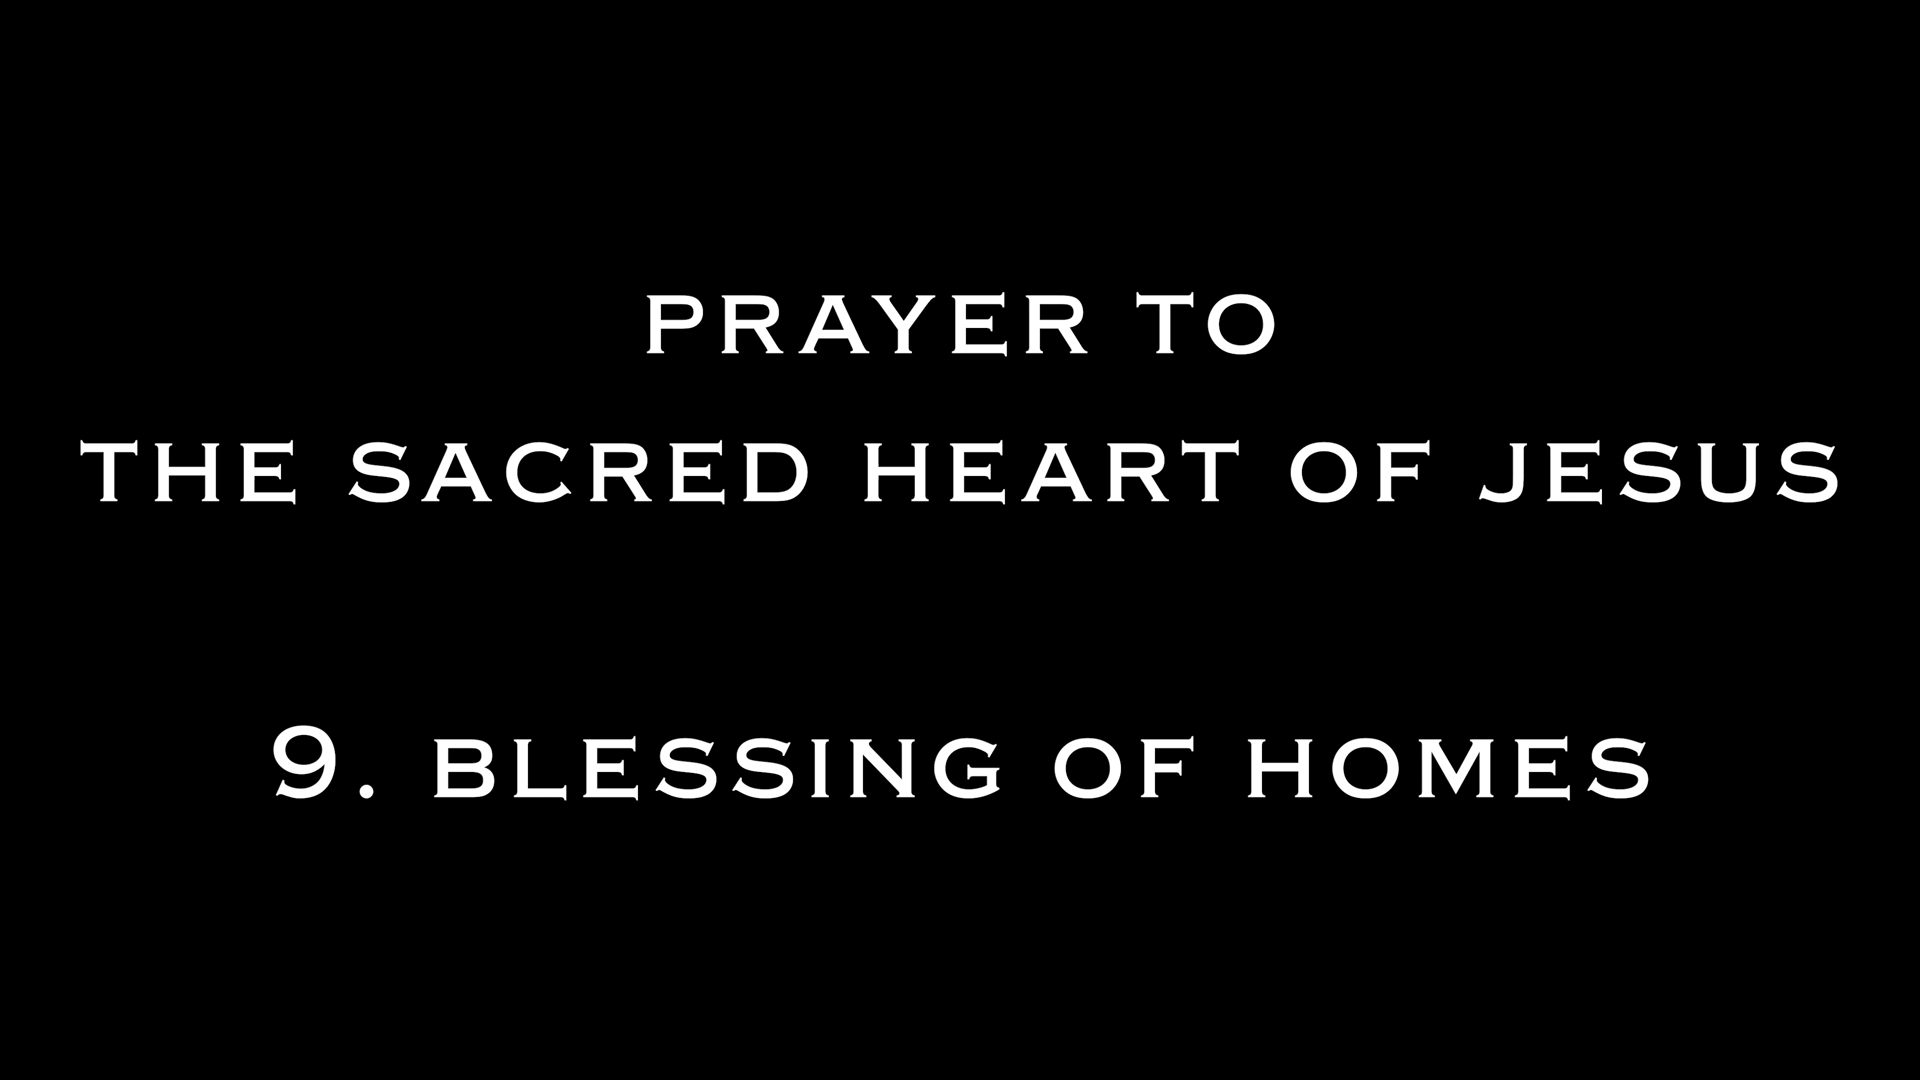 PRAYER TO
THE SACRED HEART OF JESUS
9. BLESSING OF HOMES